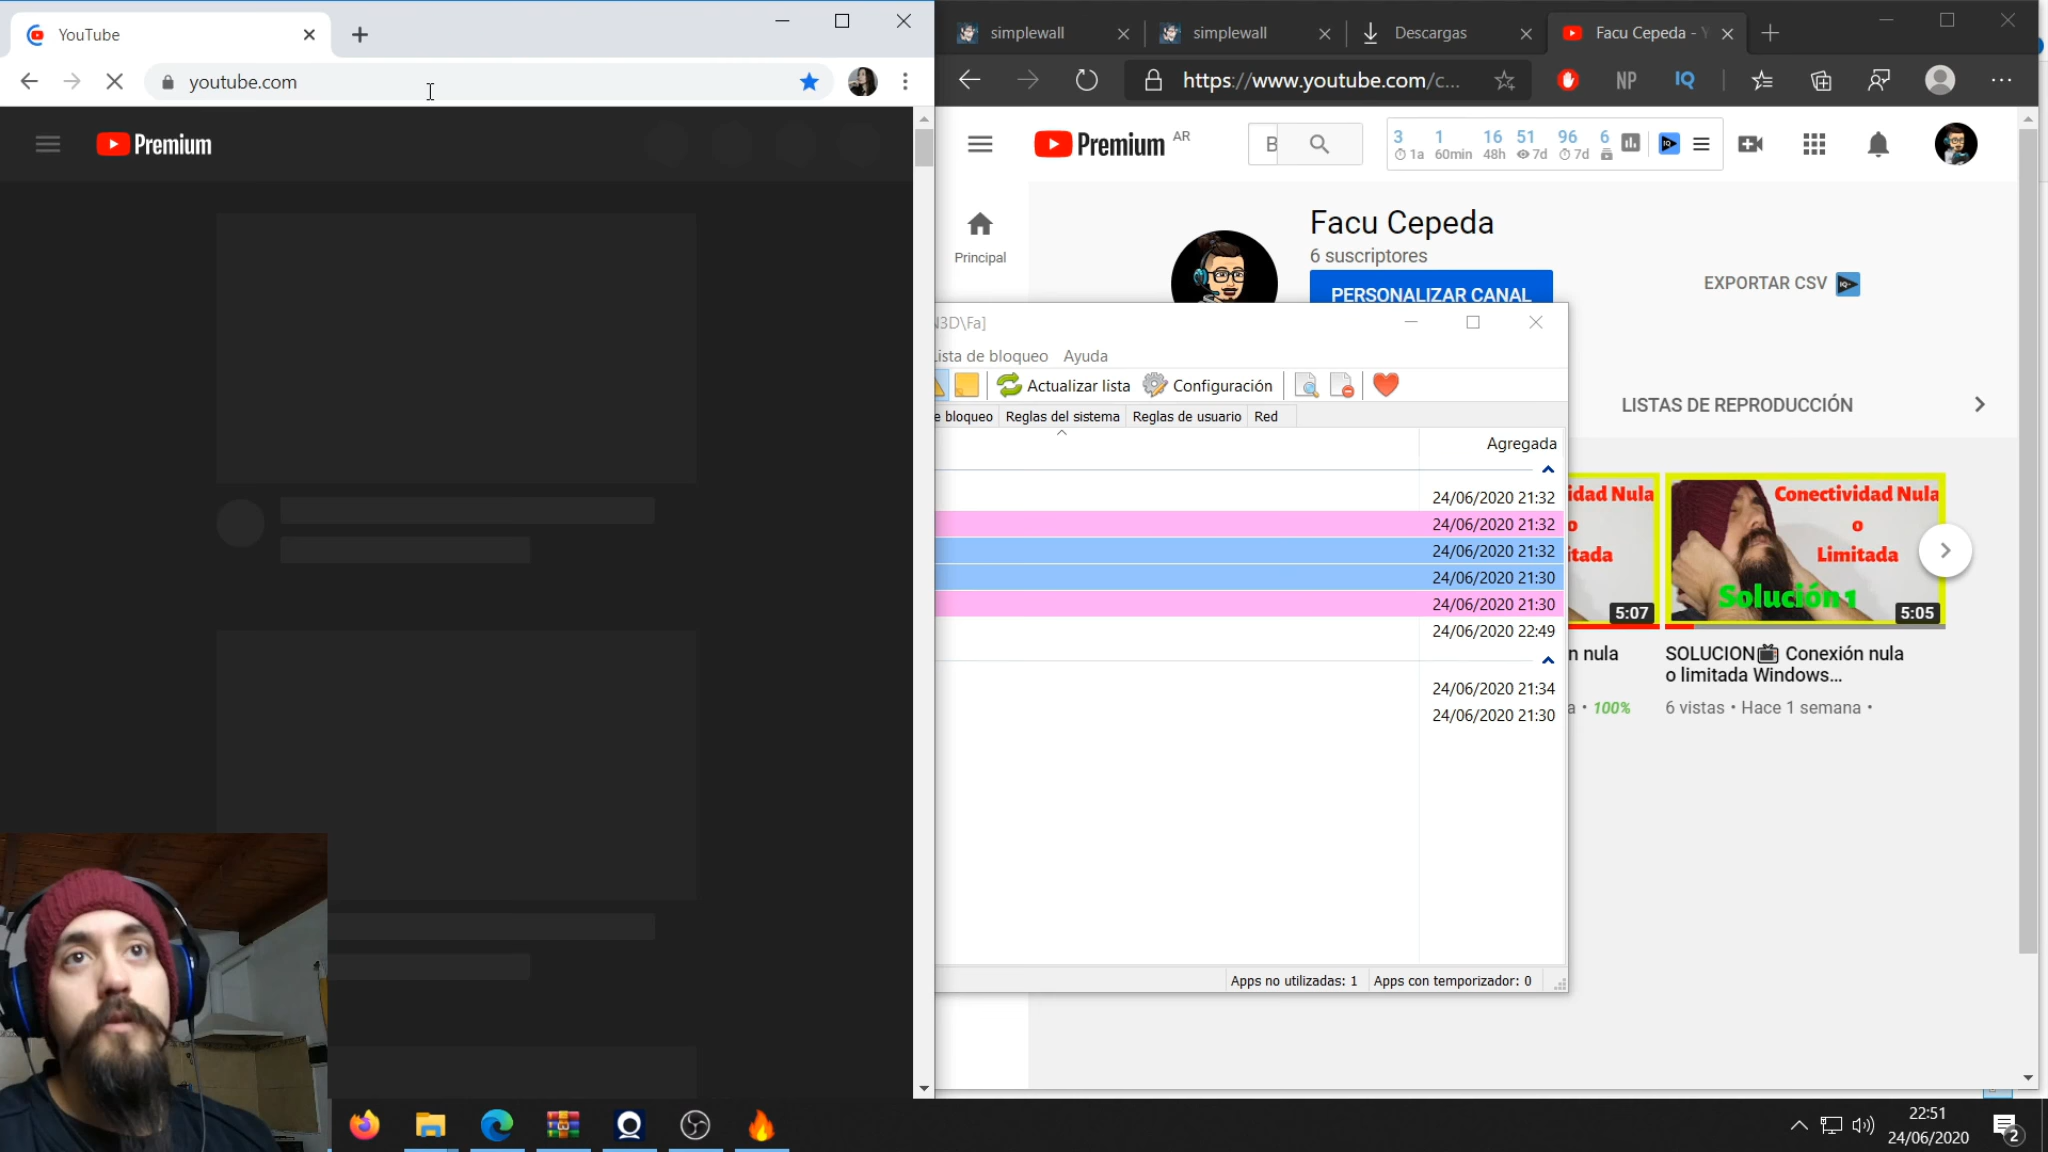 YouTube
youtube.com
Premium
simplewall
simplewall
Descargas
Facu Cepeda - Y
https://www.youtube.com/c...
NP
IQ
Premium AR
B
3 1 16 51 96 6
1a 60min 48h 7d 7d
Principal
Facu Cepeda
6 suscriptores
PERSONALIZAR CANAL
EXPORTAR CSV
LISTAS DE REPRODUCCIÓN
N3D\Fa]
Lista de bloqueo Ayuda
Actualizar lista Configuración
e bloqueo Reglas del sistema Reglas de usuario Red
Agregada
24/06/2020 21:32
24/06/2020 21:32
24/06/2020 21:32
24/06/2020 21:30
24/06/2020 21:30
24/06/2020 22:49
24/06/2020 21:34
24/06/2020 21:30
Apps no utilizadas: 1 Apps con temporizador: 0
idad Nula
o
itada
5:07
n nula
a • 100%
Conectividad Nula
o
Limitada
Solución 1
5:05
SOLUCION📺 Conexión nula
o limitada Windows...
6 vistas • Hace 1 semana •
22:51
24/06/2020
2